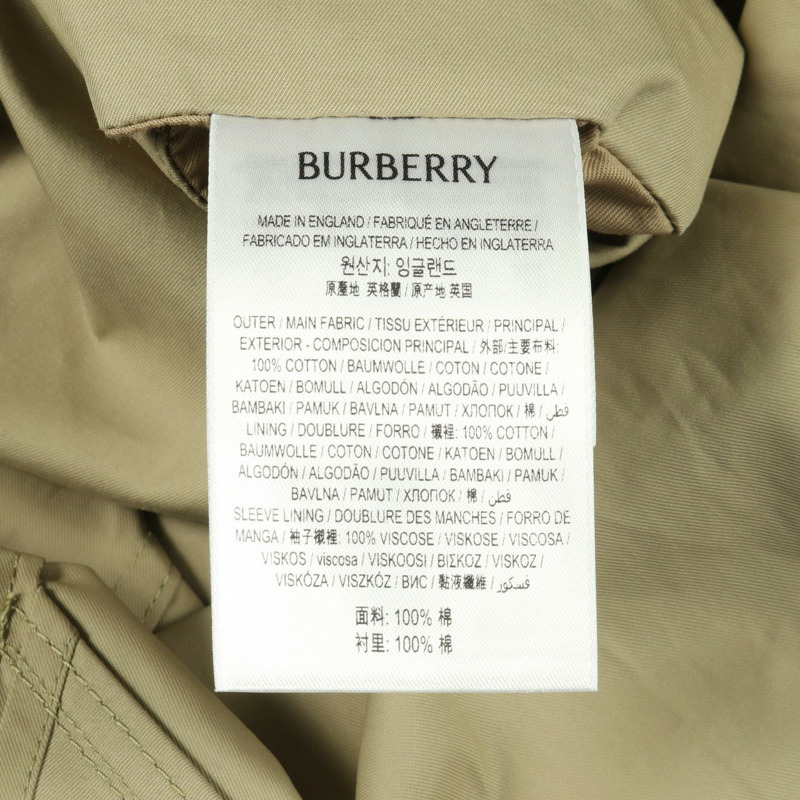 BURBERRY
MADE IN ENGLAND / FABRIQUÉ EN ANGLETERRE /
FABRICADO EM INGLATERRA / HECHO EN INGLATERRA
원산지: 잉글랜드
原產地 英格蘭 / 原产地 英国
OUTER / MAIN FABRIC / TISSU EXTÉRIEUR / PRINCIPAL /
EXTERIOR - COMPOSICION PRINCIPAL / 外部/主要布料:
100% COTTON / BAUMWOLLE / COTON / COTONE /
KATOEN / BOMULL / ALGODÓN / ALGODÃO / PUUVILLA /
BAMBAKI / PAMUK / BAVLNA / PAMUT / ХЛОПОК / 棉 / قطن
LINING / DOUBLURE / FORRO / 襯裡: 100% COTTON /
BAUMWOLLE / COTON / COTONE / KATOEN / BOMULL /
ALGODÓN / ALGODÃO / PUUVILLA / BAMBAKI / PAMUK /
BAVLNA / PAMUT / ХЛОПОК / 棉 / قطن
SLEEVE LINING / DOUBLURE DES MANCHES / FORRO DE
MANGA / 袖子襯裡: 100% VISCOSE / VISKOSE / VISCOSA /
VISKOS / viscosa / VISKOOSI / ΒΙΣΚΟΖ / VISKOZ /
VISKÓZA / VISZKÓZ / ВИС / 黏液纖維 / فسكوز
面料: 100% 棉
衬里: 100% 棉